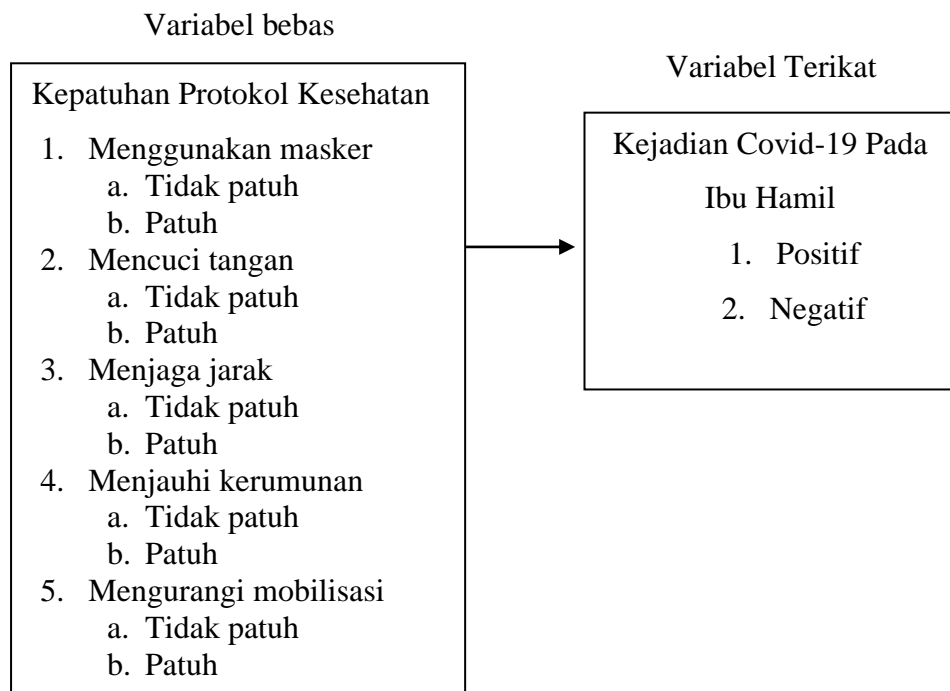 Variabel bebas
Kepatuhan Protokol Kesehatan
1. Menggunakan masker
a. Tidak patuh
b. Patuh
2. Mencuci tangan
a. Tidak patuh
b. Patuh
3. Menjaga jarak
a. Tidak patuh
b. Patuh
4. Menjauhi kerumunan
a. Tidak patuh
b. Patuh
5. Mengurangi mobilisasi
a. Tidak patuh
b. Patuh
Variabel Terikat
Kejadian Covid-19 Pada
Ibu Hamil
1. Positif
2. Negatif